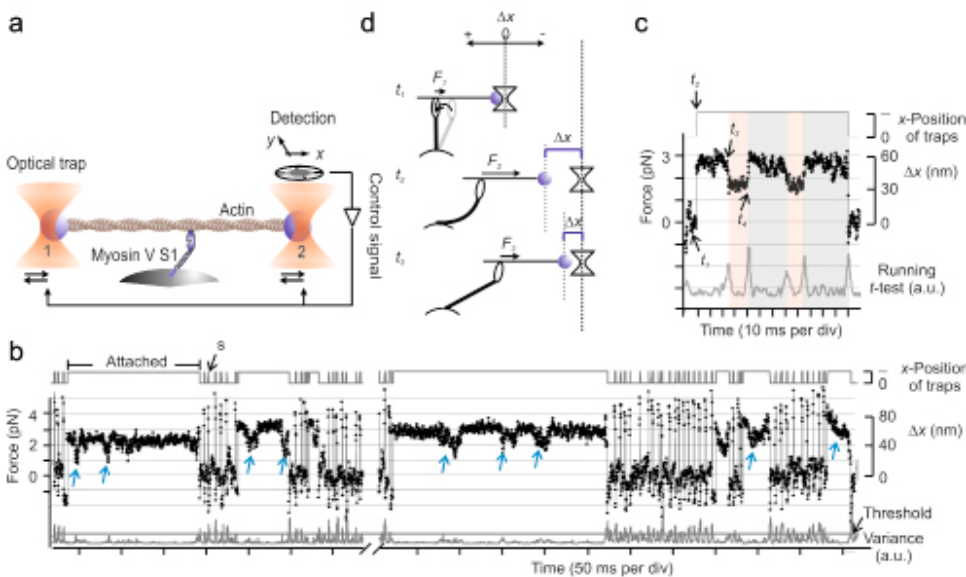 a
Detection
y
x
Optical trap
Actin
1
2
Myosin V S1
Control signal
d
Δx
+
-
t₁
F₁
Δx
t₂
F₂
Δx
t₃
F₃
c
t₂
x-Position
of traps
0
t₃
3
60
Force (pN)
Δx (nm)
30
t₄
0
0
t₁
Running
t-test (a.u.)
Time (10 ms per div)
b
s
Attached
x-Position
of traps
0
Force (pN)
4
3
2
1
0
80
Δx (nm)
40
0
Threshold
Variance
(a.u.)
Time (50 ms per div)